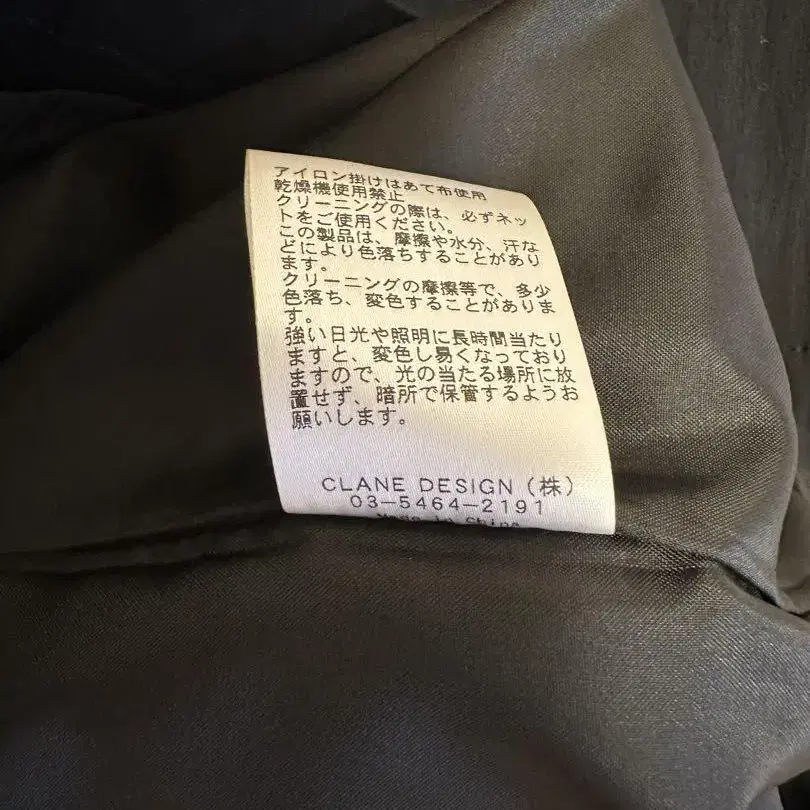 アイロン掛けはあて布使用
乾燥機使用禁止
クリーニングの際は、必ずネッ
トをご使用ください。
この製品は、摩擦や水分、汗な
どにより色落ちすることがあり
ます。
クリーニングの摩擦等で、多少
色落ち、変色することがありま
す。
強い日光や照明に長時間当たり
ますと、変色し易くなっており
ますので、光の当たる場所に放
置せず、暗所で保管するようお
願いします。
CLANE DESIGN（株）
03-5464-2191
Made in China